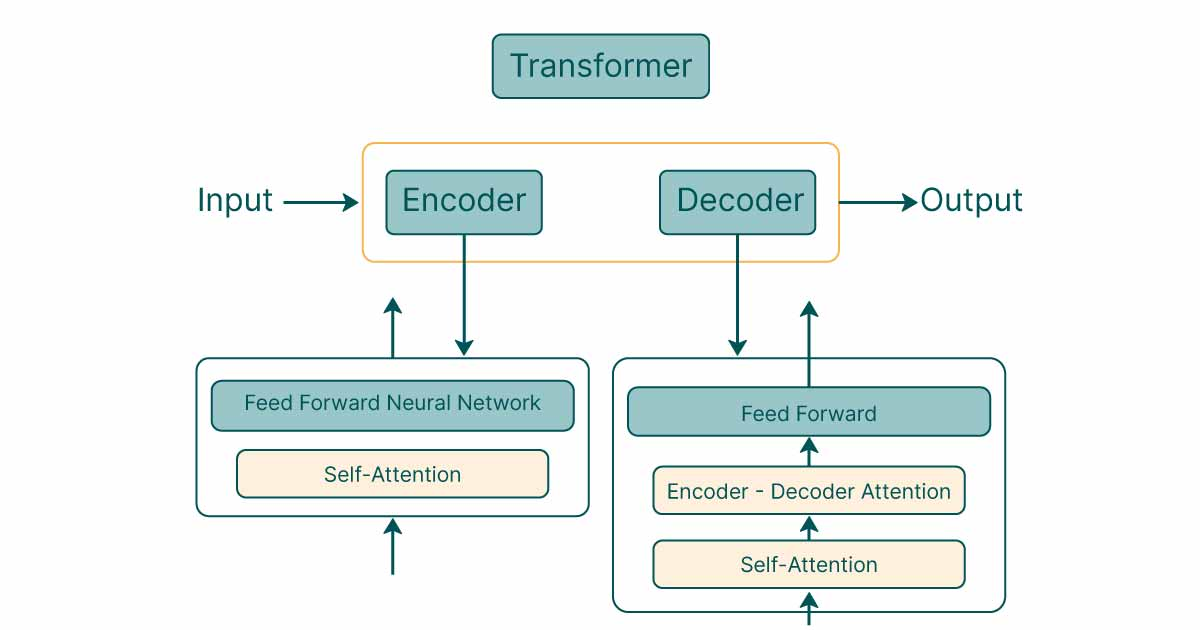 Transformer
Input
Encoder
Decoder
Output
Feed Forward Neural Network
Self-Attention
Feed Forward
Encoder - Decoder Attention
Self-Attention